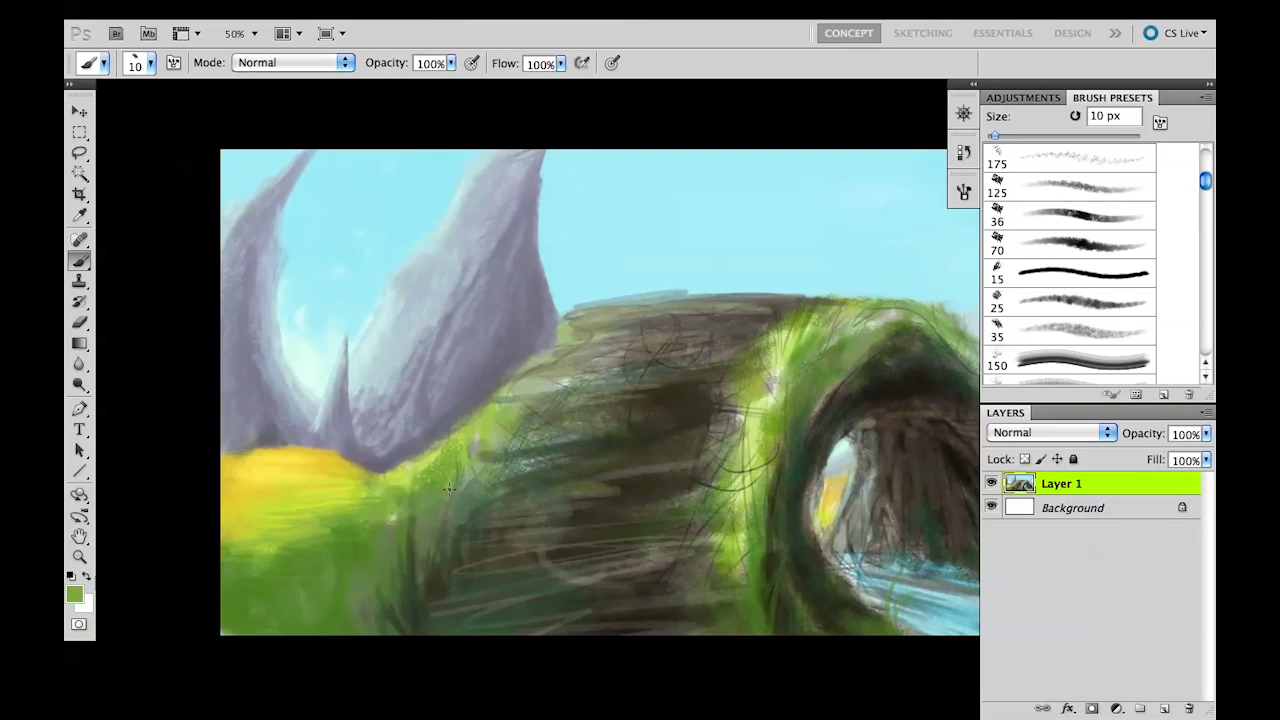 Ps Br Mb 50% CONCEPT SKETCHING ESSENTIALS DESIGN CS Live
10 Mode: Normal Opacity: 100% Flow: 100%
ADJUSTMENTS BRUSH PRESETS
Size: 10 px
175
125
36
70
15
25
35
150
LAYERS
Normal Opacity: 100%
Lock: Fill: 100%
Layer 1
Background
T
fx